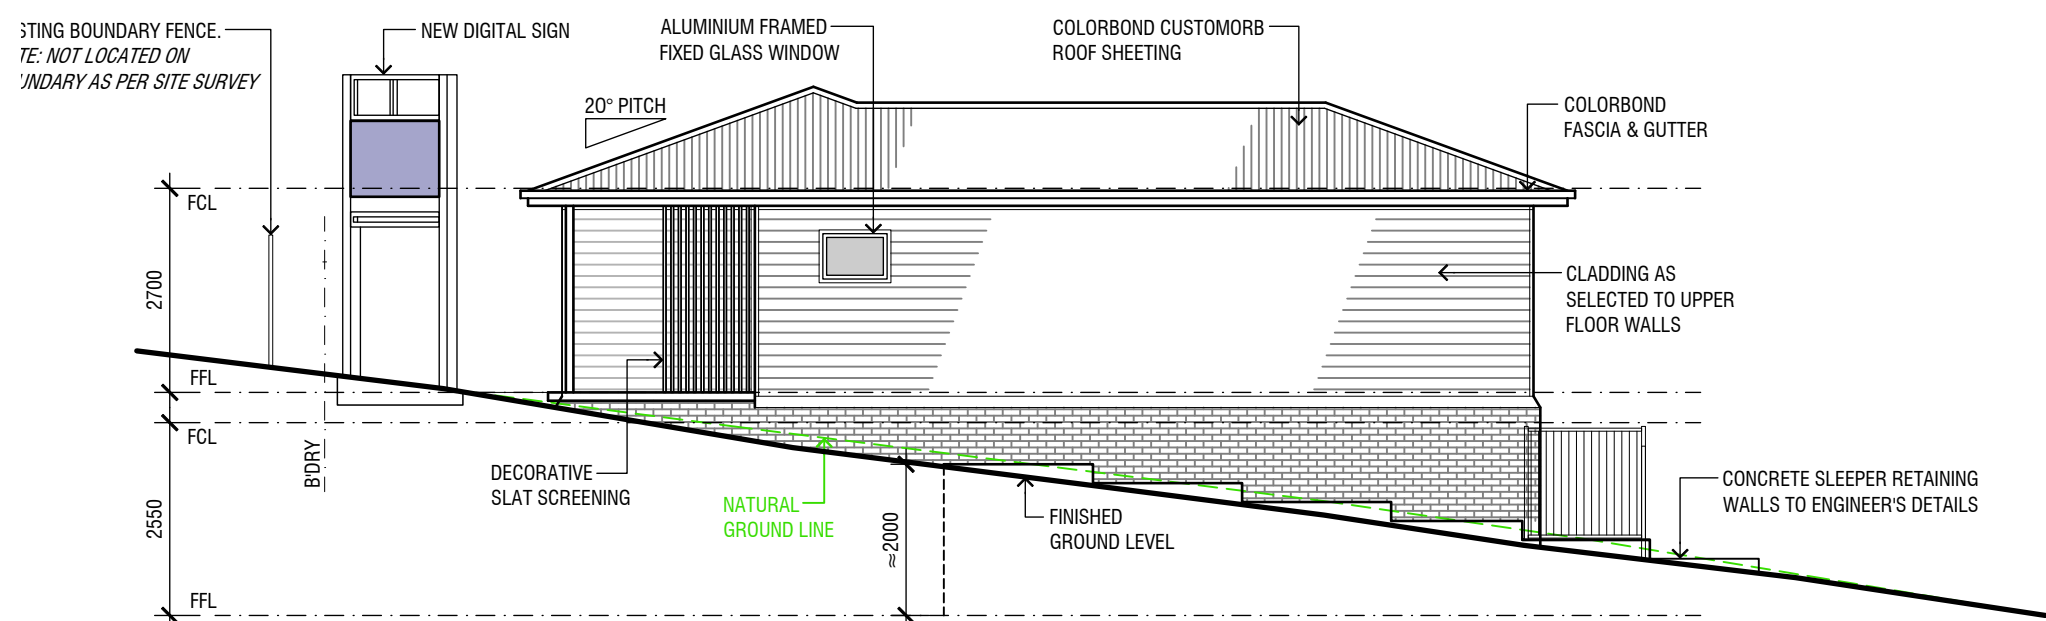 STING BOUNDARY FENCE.
TE: NOT LOCATED ON
UNDARY AS PER SITE SURVEY
NEW DIGITAL SIGN
ALUMINIUM FRAMED
FIXED GLASS WINDOW
COLORBOND CUSTOMORB
ROOF SHEETING
20° PITCH
COLORBOND
FASCIA & GUTTER
FCL
2700
CLADDING AS
SELECTED TO UPPER
FLOOR WALLS
FFL
FCL
B'DRY
DECORATIVE
SLAT SCREENING
NATURAL
GROUND LINE
2550
≈2000
FINISHED
GROUND LEVEL
CONCRETE SLEEPER RETAINING
WALLS TO ENGINEER'S DETAILS
FFL